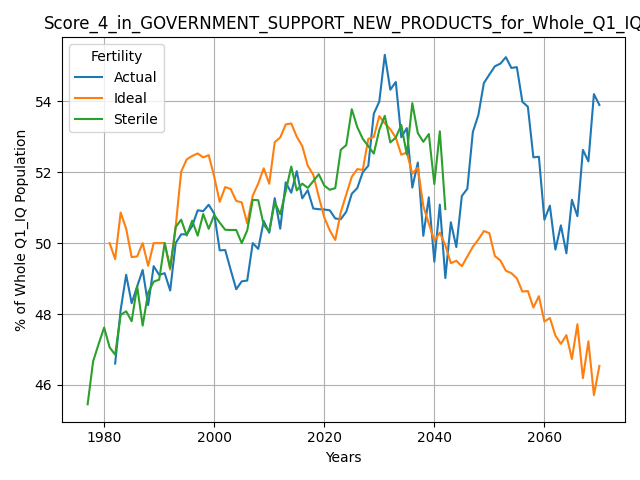 Score_4_in_GOVERNMENT_SUPPORT_NEW_PRODUCTS_for_Whole_Q1_IQ
Fertility
Actual
Ideal
Sterile
% of Whole Q1_IQ Population
54
52
50
48
46
1980
2000
2020
2040
2060
Years